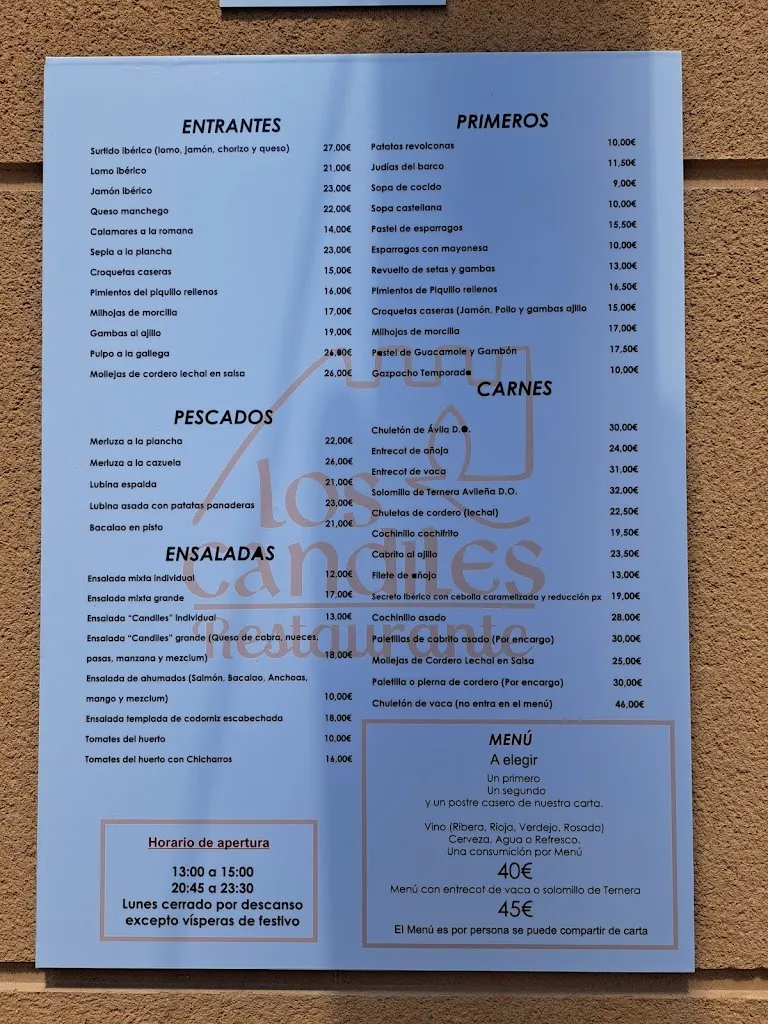 ENTRANTES
Surtido ibérico (lomo, jamón, chorizo y queso) 27,00€
Lomo ibérico 21,00€
Jamón ibérico 23,00€
Queso manchego 22,00€
Calamares a la romana 14,00€
Sepia a la plancha 23,00€
Croquetas caseras 15,00€
Pimientos del piquillo rellenos 16,00€
Milhojas de morcilla 17,00€
Gambas al ajillo 19,00€
Pulpo a la gallega 26,00€
Mollejas de cordero lechal en salsa 26,00€
PESCADOS
Merluza a la plancha 22,00€
Merluza a la cazuela 26,00€
Lubina espalda 21,00€
Lubina asada con patatas panaderas 23,00€
Bacalao en pisto 21,00€
ENSALADAS
Ensalada mixta individual 12,00€
Ensalada mixta grande 17,00€
Ensalada "Candiles" individual 13,00€
Ensalada "Candiles" grande (Queso de cabra, nueces,
pasas, manzana y mezclum) 18,00€
Ensalada de ahumados (Salmón, Bacalao, Anchoas,
mango y mezclum) 10,00€
Ensalada templada de codorniz escabechada 18,00€
Tomates del huerto 10,00€
Tomates del huerto con Chicharros 16,00€
Horario de apertura
13:00 a 15:00
20:45 a 23:30
Lunes cerrado por descanso
excepto vísperas de festivo
PRIMEROS
Patatas revolconas 10,00€
Judías del barco 11,50€
Sopa de cocido 9,00€
Sopa castellana 10,00€
Pastel de esparragos 15,50€
Esparragos con mayonesa 10,00€
Revuelto de setas y gambas 13,00€
Pimientos de Piquillo rellenos 16,50€
Croquetas caseras (Jamón, Pollo y gambas ajillo 15,00€
Milhojas de morcilla 17,00€
Pastel de Guacamole y Gambón 17,50€
Gazpacho Temporada 10,00€
CARNES
Chuletón de Ávila D.O. 30,00€
Entrecot de añojo 24,00€
Entrecot de vaca 31,00€
Solomillo de Ternera Avileña D.O. 32,00€
Chuletas de cordero (lechal) 22,50€
Cochinillo cochifrito 19,50€
Cabrito al ajillo 23,50€
Filete de añojo 13,00€
Secreto ibérico con cebolla caramelizada y reducción px 19,00€
Cochinillo asado 28,00€
Paletillas de cabrito asado (Por encargo) 30,00€
Mollejas de Cordero Lechal en Salsa 25,00€
Paletilla o pierna de cordero (Por encargo) 30,00€
Chuletón de vaca (no entra en el menú) 46,00€
MENÚ
A elegir
Un primero
Un segundo
y un postre casero de nuestra carta.
Vino (Ribera, Rioja, Verdejo, Rosado)
Cerveza, Agua o Refresco.
Una consumición por Menú
40€
Menú con entrecot de vaca o solomillo de Ternera
45€
El Menú es por persona se puede compartir de carta
los
candiles
Restaurante